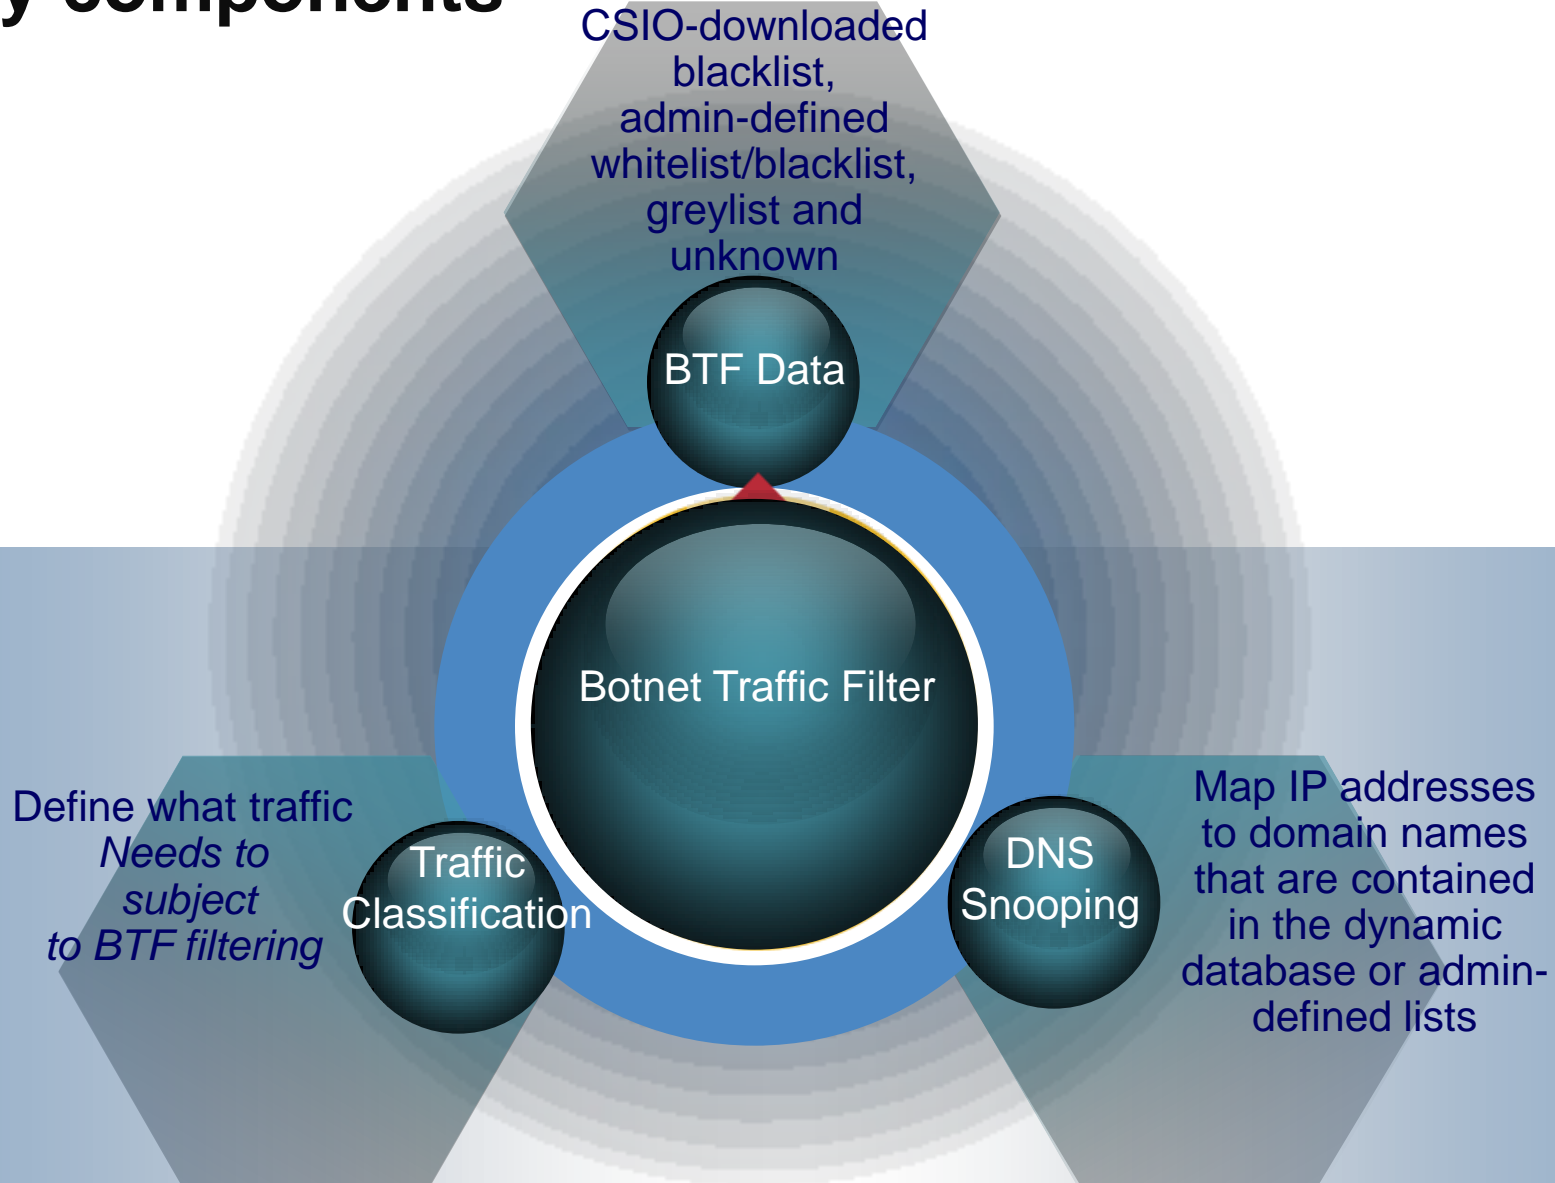 y components
CSIO-downloaded
blacklist,
admin-defined
whitelist/blacklist,
greylist and
unknown
BTF Data
Botnet Traffic Filter
Define what traffic
Needs to
subject
to BTF filtering
Traffic
Classification
DNS
Snooping
Map IP addresses
to domain names
that are contained
in the dynamic
database or admin-
defined lists